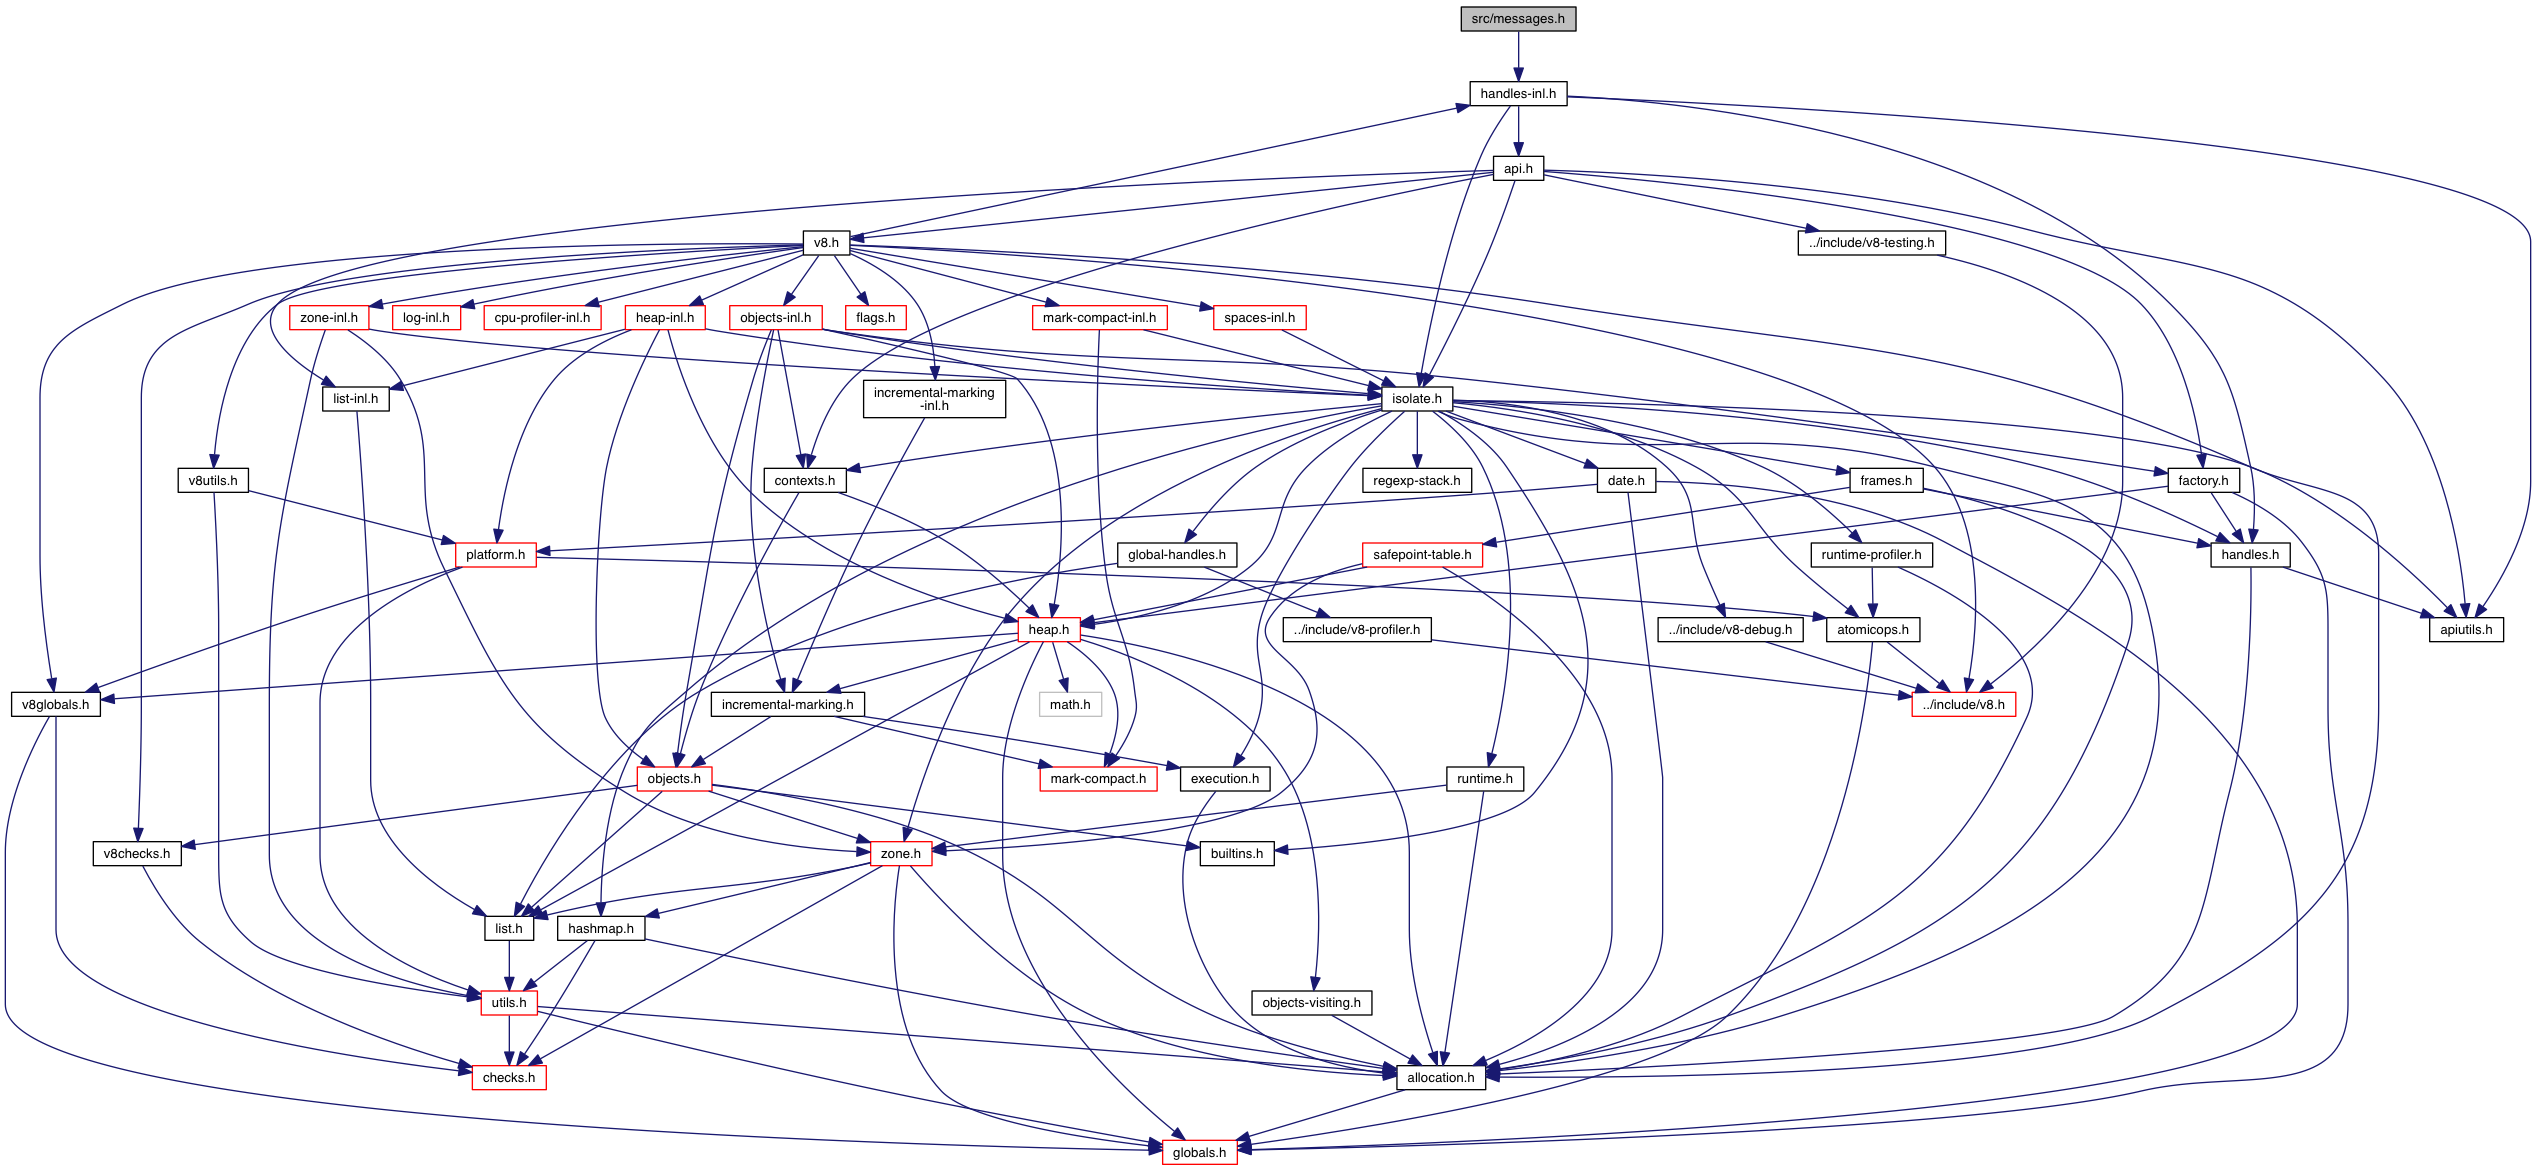 src/messages.h
handles-inl.h
api.h
v8.h
../include/v8-testing.h
zone-inl.h
log-inl.h
cpu-profiler-inl.h
heap-inl.h
objects-inl.h
flags.h
mark-compact-inl.h
spaces-inl.h
list-inl.h
incremental-marking
-inl.h
isolate.h
v8utils.h
contexts.h
regexp-stack.h
date.h
frames.h
factory.h
platform.h
global-handles.h
safepoint-table.h
runtime-profiler.h
handles.h
heap.h
../include/v8-profiler.h
../include/v8-debug.h
atomicops.h
apiutils.h
v8globals.h
incremental-marking.h
math.h
../include/v8.h
objects.h
mark-compact.h
execution.h
runtime.h
v8checks.h
zone.h
builtins.h
list.h
hashmap.h
utils.h
objects-visiting.h
checks.h
allocation.h
globals.h